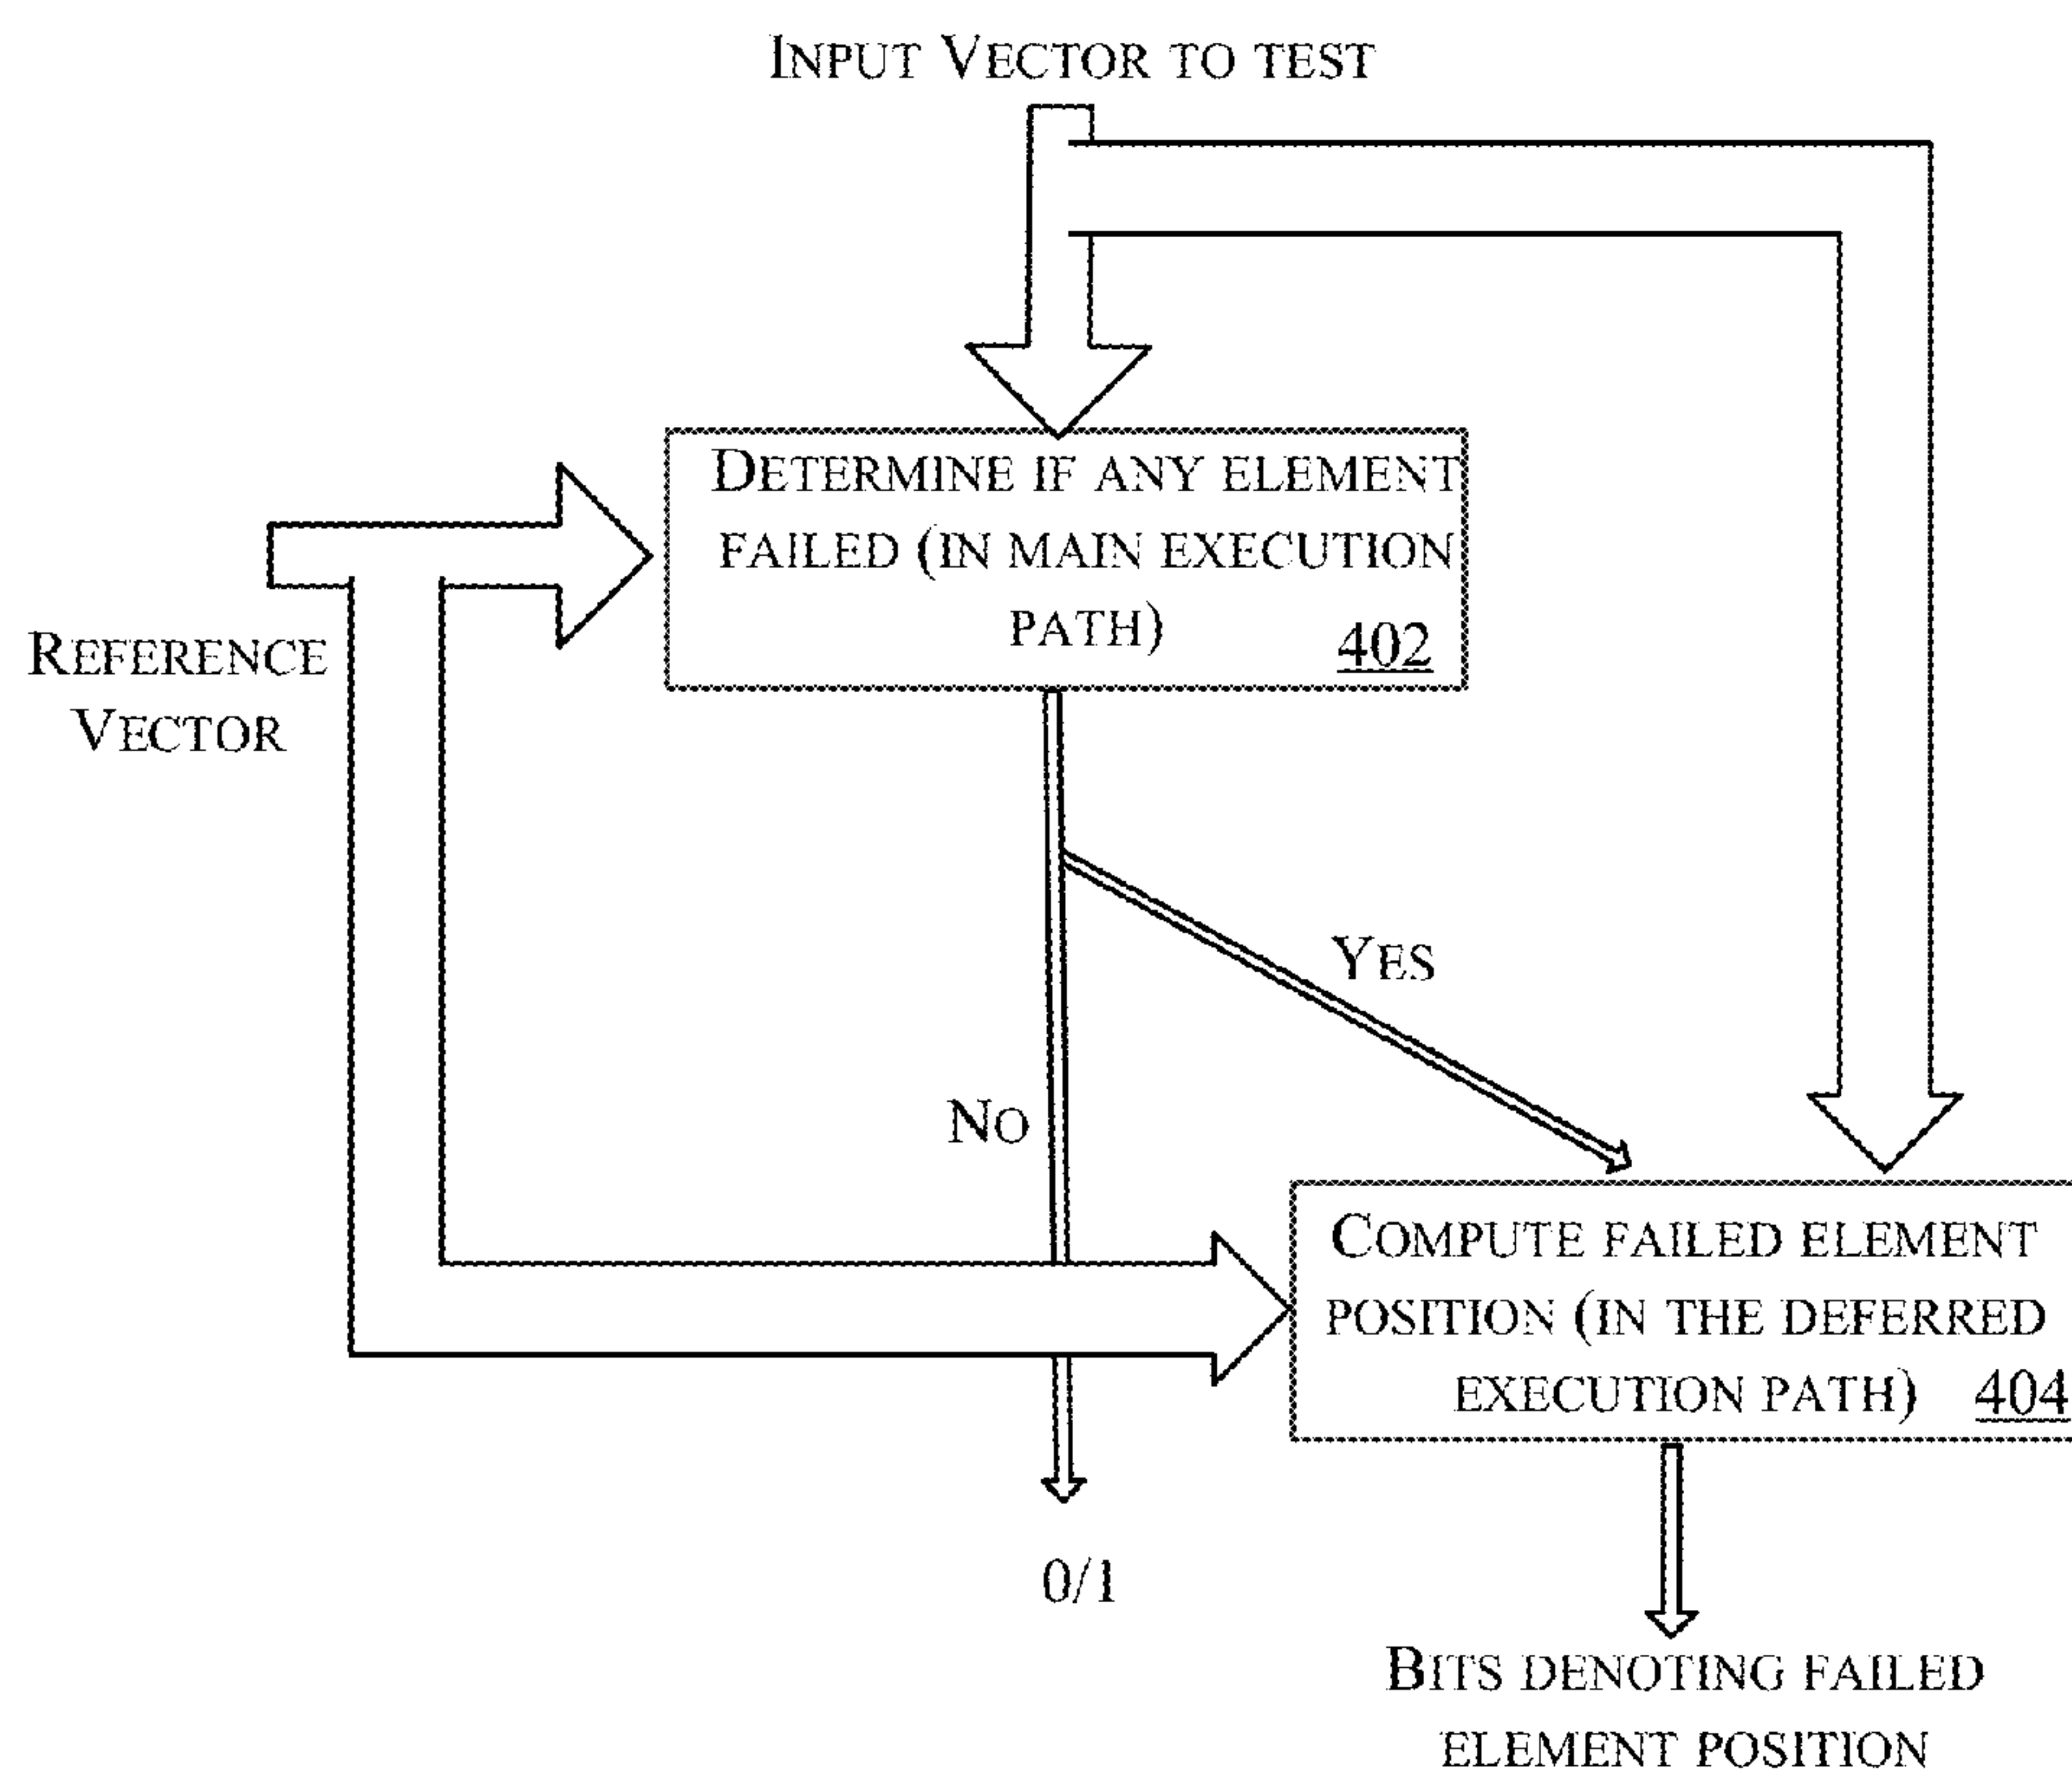 INPUT VECTOR TO TEST
DETERMINE IF ANY ELEMENT
FAILED (IN MAIN EXECUTION
PATH) 402
REFERENCE
VECTOR
YES
NO
COMPUTE FAILED ELEMENT
POSITION (IN THE DEFERRED
EXECUTION PATH) 404
0/1
BITS DENOTING FAILED
ELEMENT POSITION